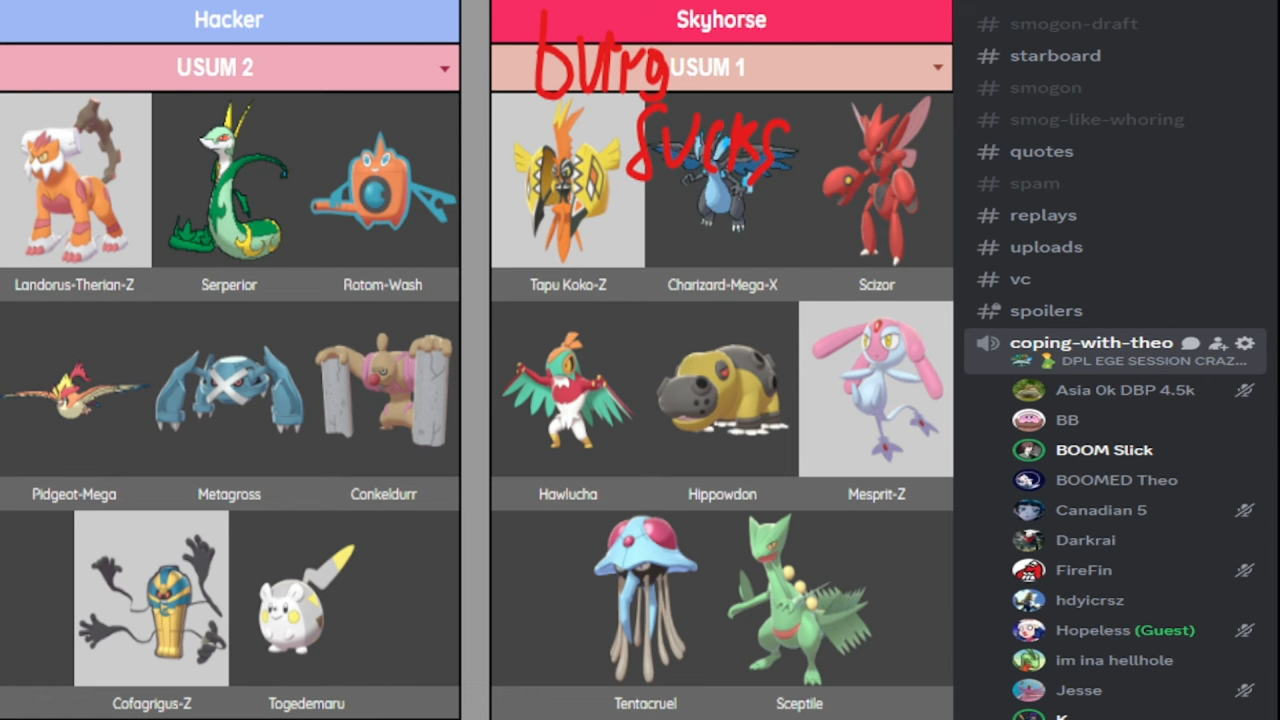 Hacker
USUM 2
Landorus-Therian-Z
Serperior
Rotom-Wash
Pidgeot-Mega
Metagross
Conkeldurr
Cofagrigus-Z
Togedemaru
Skyhorse
USUM 1
burg
sucks
Tapu Koko-Z
Charizard-Mega-X
Scizor
Hawlucha
Hippowdon
Mesprit-Z
Tentacruel
Sceptile
# smogon-draft
# starboard
# smogon
# smog-like-whoring
# quotes
# spam
# replays
# uploads
# vc
# spoilers
coping-with-theo
DPL EGE SESSION CRAZ...
Asia 0k DBP 4.5k
BB
BOOM Slick
BOOMED Theo
Canadian 5
Darkrai
FireFin
hdyicrsz
Hopeless (Guest)
im ina hellhole
Jesse